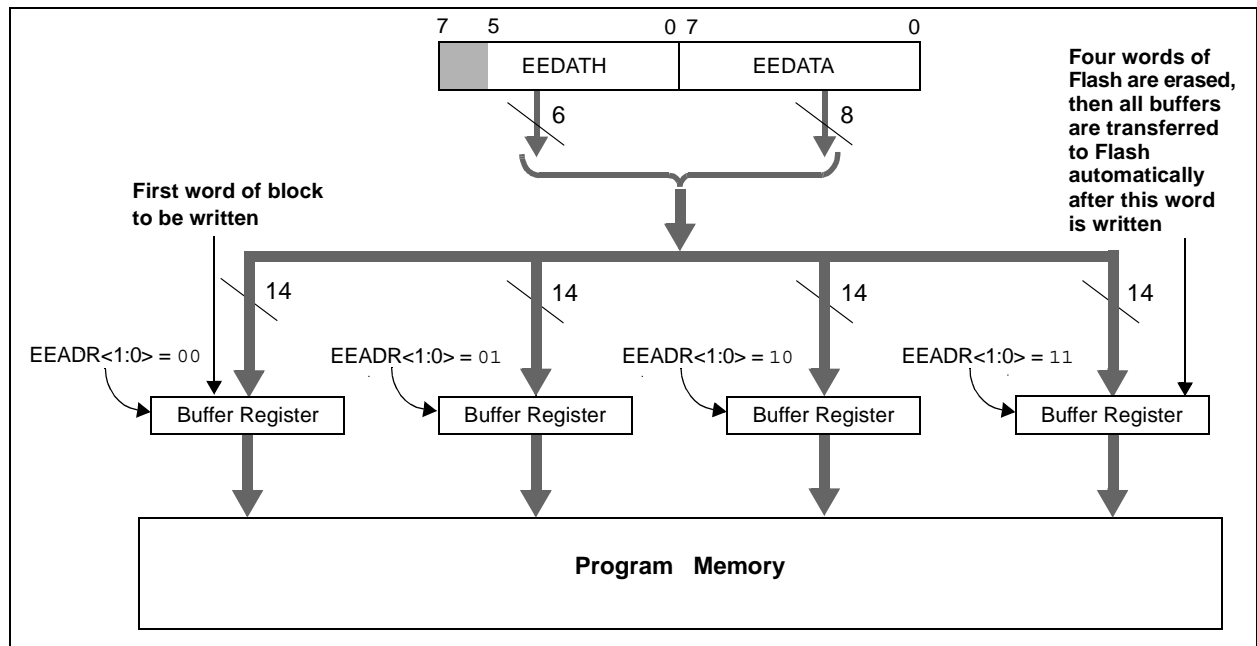 7 5 0 7 0
EEDATH EEDATA
6 8
Four words of
Flash are erased,
then all buffers
are transferred
to Flash
automatically
after this word
is written
First word of block
to be written
14 14 14 14
EEADR<1:0> = 00 EEADR<1:0> = 01 EEADR<1:0> = 10 EEADR<1:0> = 11
Buffer Register Buffer Register Buffer Register Buffer Register
Program Memory